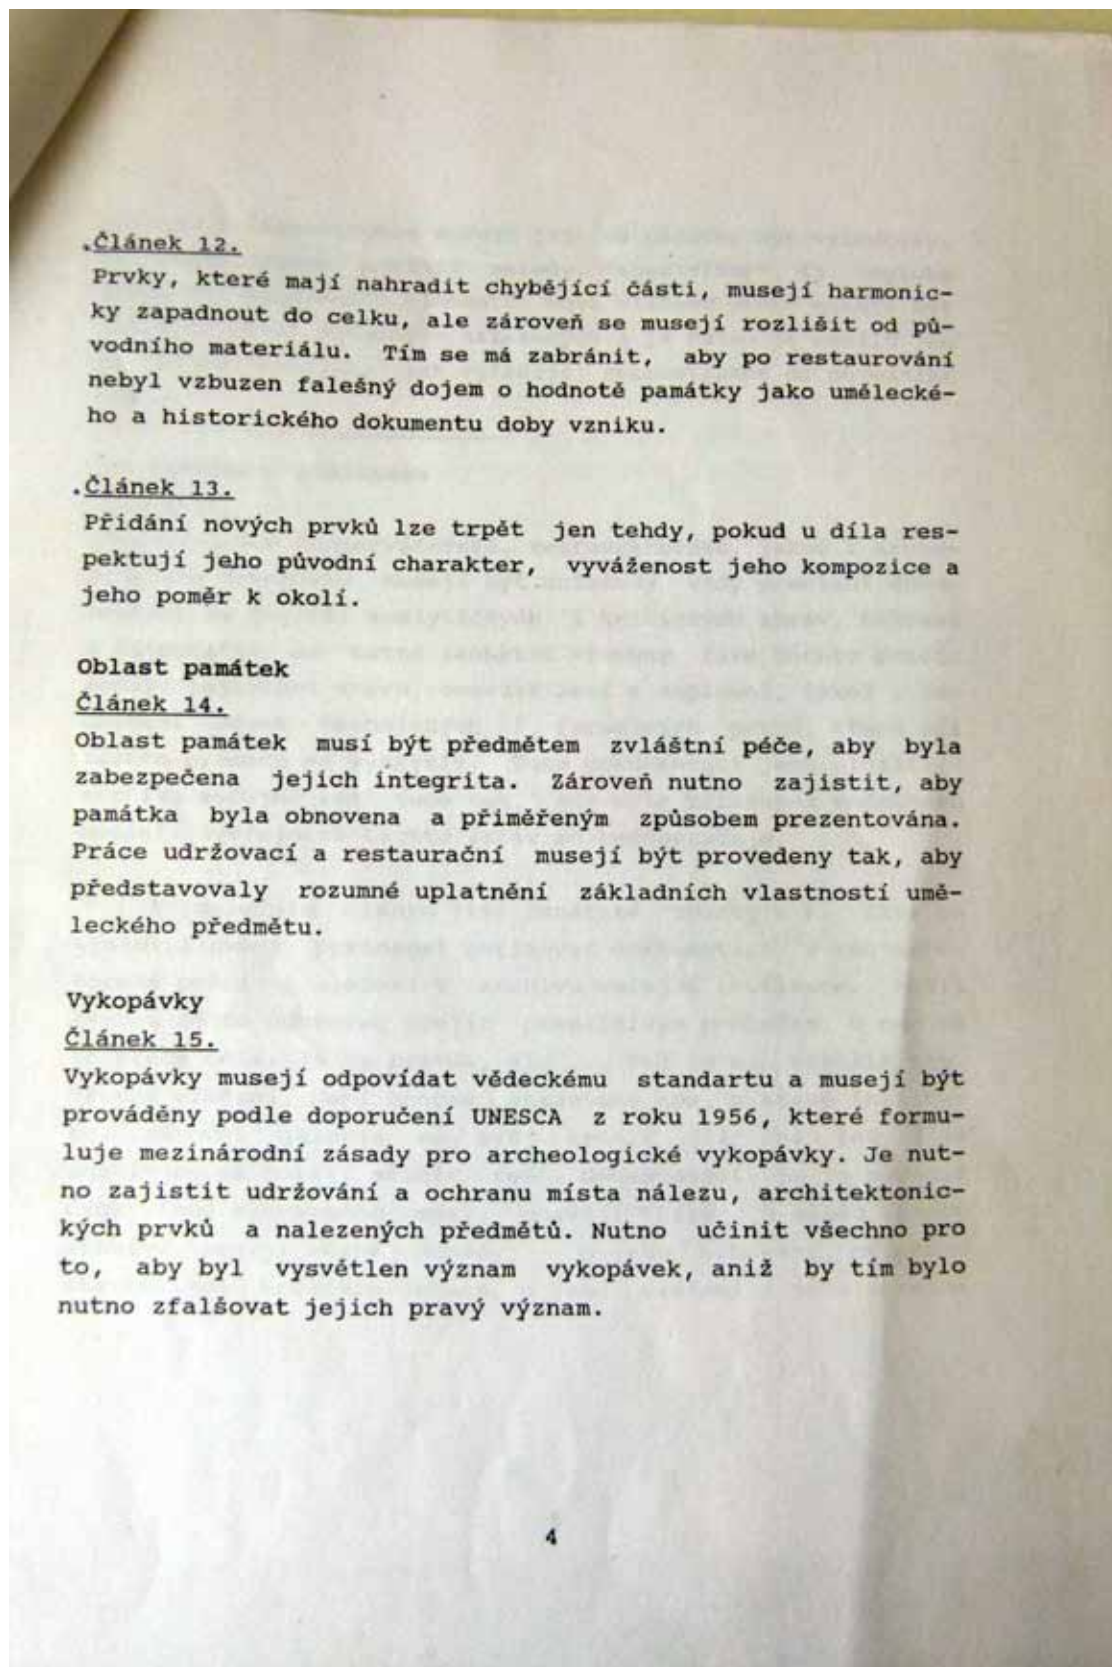 .Článek 12.
Prvky, které mají nahradit chybějící části, musejí harmonic-
ky zapadnout do celku, ale zároveň se musejí rozlišit od pů-
vodního materiálu. Tím se má zabránit, aby po restaurování
nebyl vzbuzen falešný dojem o hodnotě památky jako umělecké-
ho a historického dokumentu doby vzniku.
.Článek 13.
Přidání nových prvků lze trpět jen tehdy, pokud u díla res-
pektují jeho původní charakter, vyváženost jeho kompozice a
jeho poměr k okolí.
Oblast památek
Článek 14.
Oblast památek musí být předmětem zvláštní péče, aby byla
zabezpečena jejich integrita. Zároveň nutno zajistit, aby
památka byla obnovena a přiměřeným způsobem prezentována.
Práce udržovací a restaurační musejí být provedeny tak, aby
představovaly rozumné uplatnění základních vlastností umě-
leckého předmětu.
Vykopávky
Článek 15.
Vykopávky musejí odpovídat vědeckému standartu a musejí být
prováděny podle doporučení UNESCA z roku 1956, které formu-
luje mezinárodní zásady pro archeologické vykopávky. Je nut-
no zajistit udržování a ochranu místa nálezu, architektonic-
kých prvků a nalezených předmětů. Nutno učinit všechno pro
to, aby byl vysvětlen význam vykopávek, aniž by tím bylo
nutno zfalšovat jejich pravý význam.
4